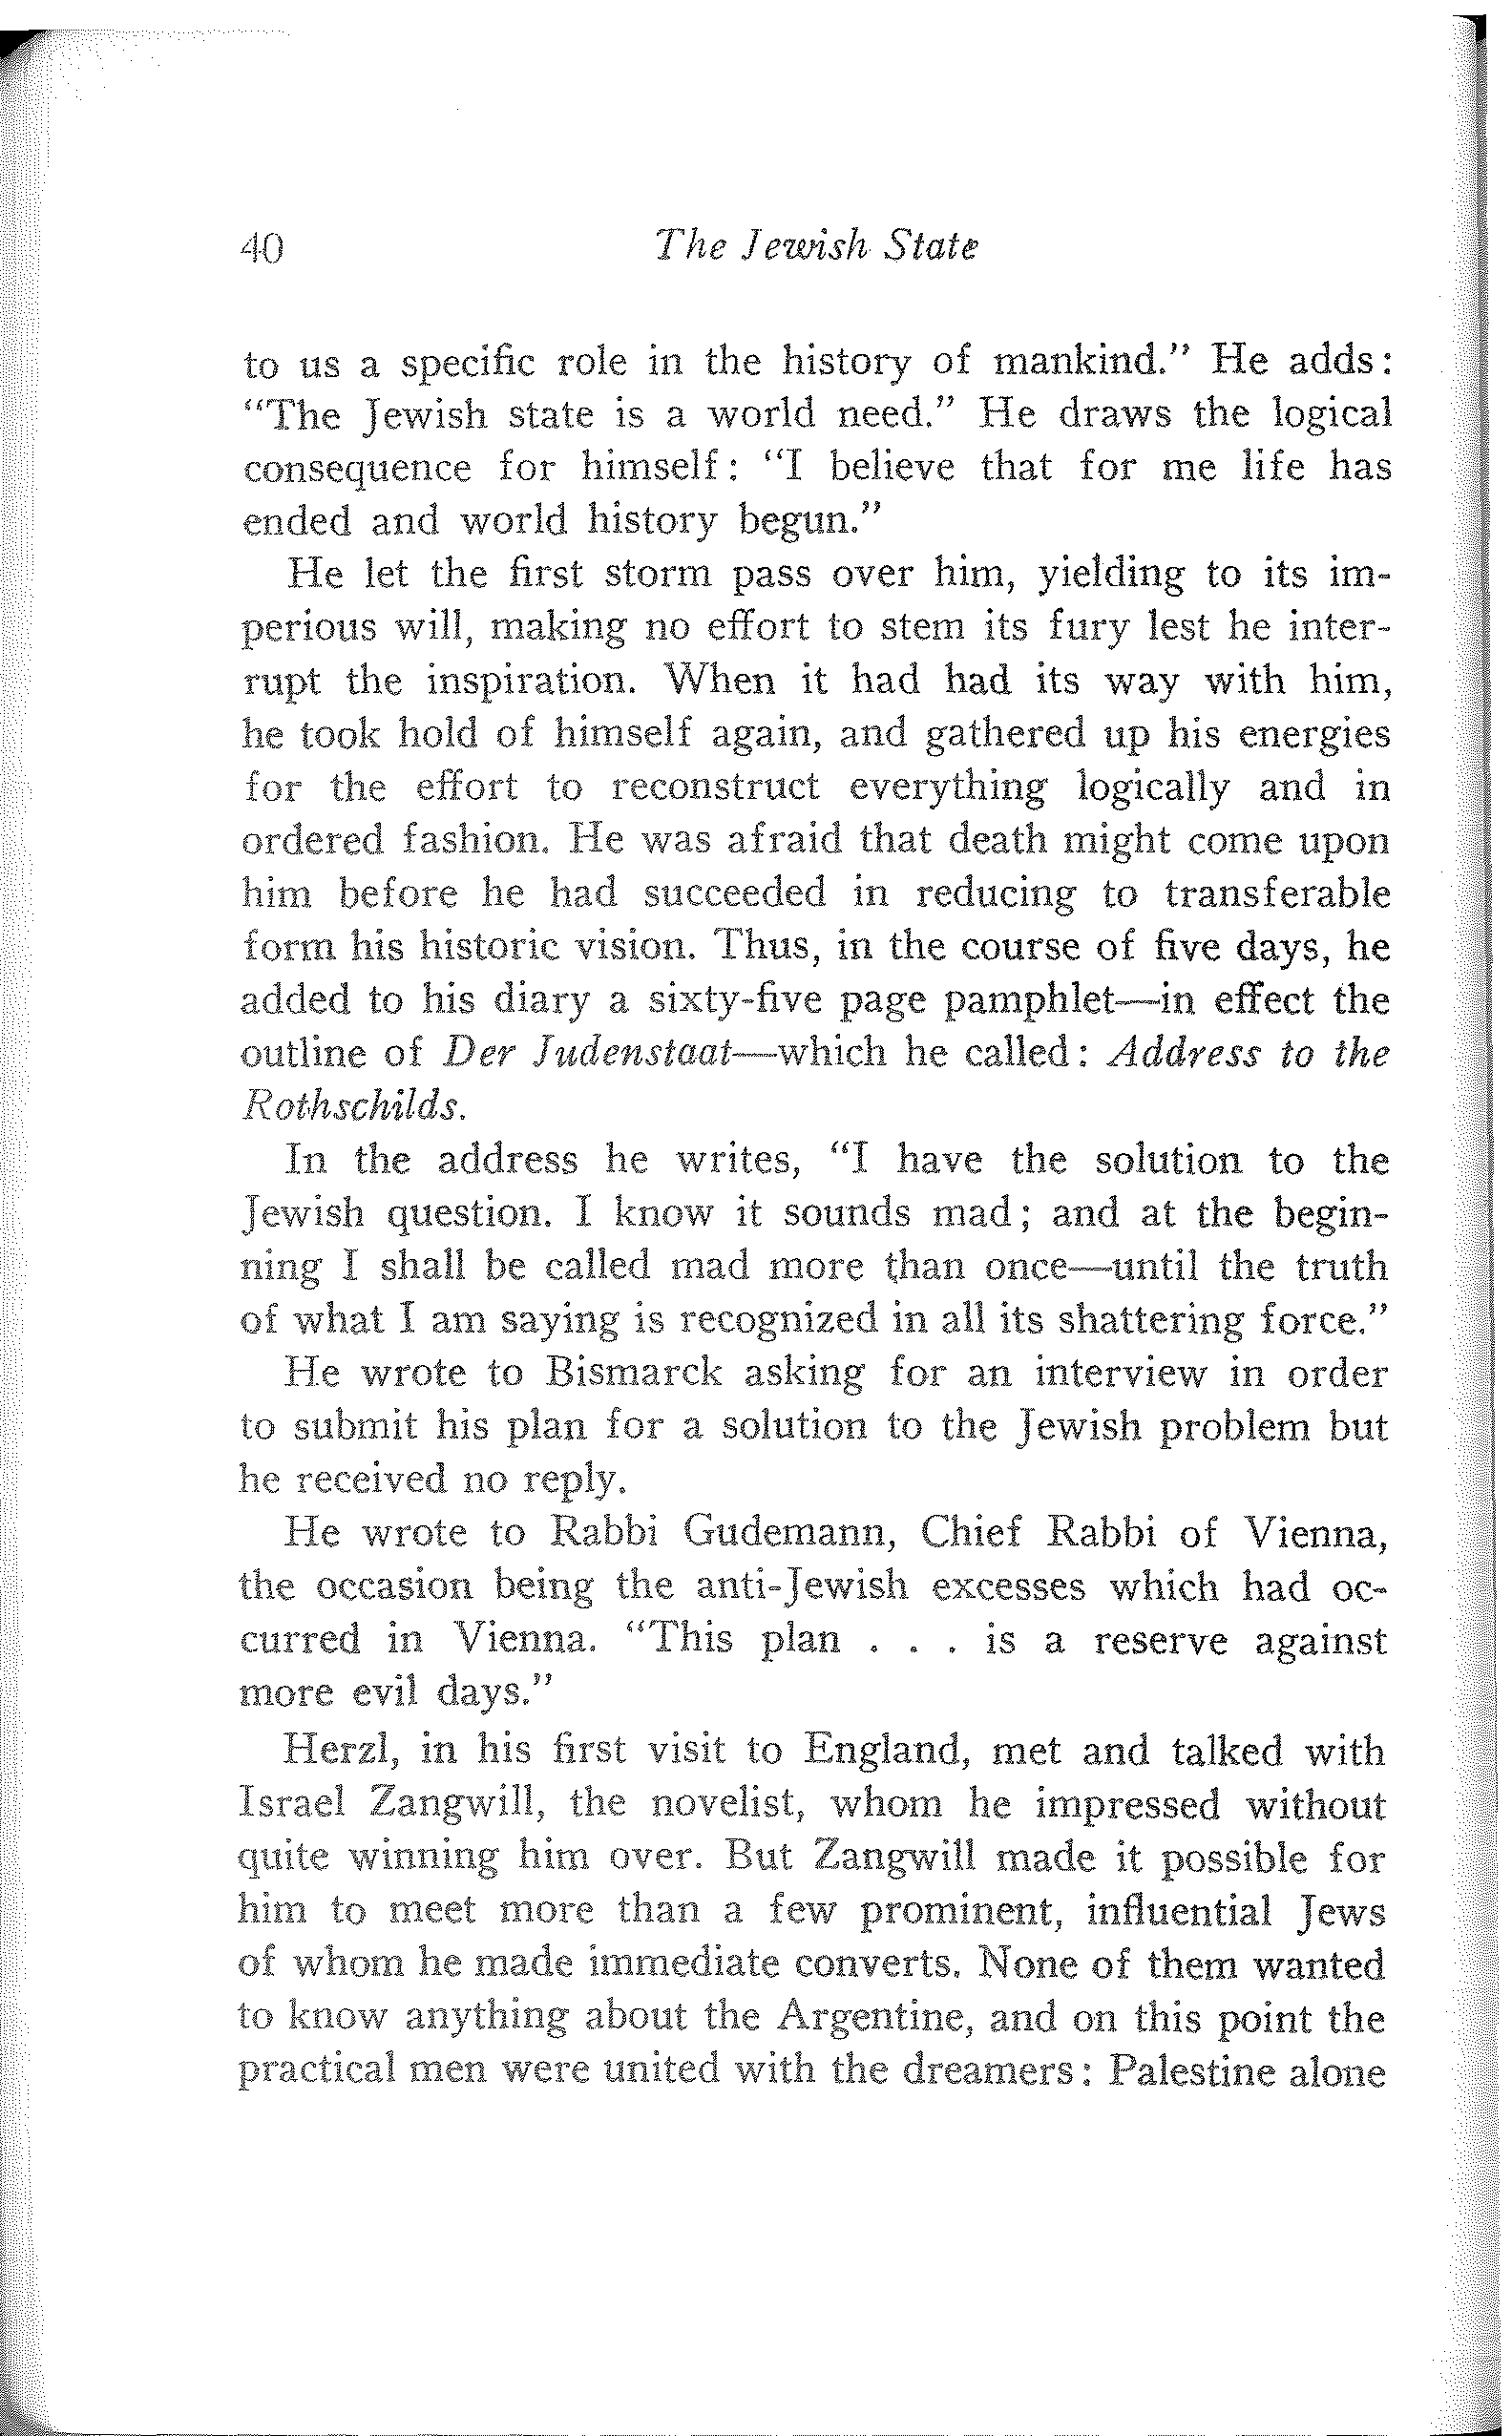 40 The Jewish State
to us a specific role in the history of mankind." He adds:
"The Jewish state is a world need." He draws the logical
consequence for himself: "I believe that for me life has
ended and world history begun."
He let the first storm pass over him, yielding to its im-
perious will, making no effort to stem its fury lest he inter-
rupt the inspiration. When it had had its way with him,
he took hold of himself again, and gathered up his energies
for the effort to reconstruct everything logically and in
ordered fashion. He was afraid that death might come upon
him before he had succeeded in reducing to transferable
form his historic vision. Thus, in the course of five days, he
added to his diary a sixty-five page pamphlet—in effect the
outline of Der Judenstaat—which he called: Address to the
Rothschilds.
In the address he writes, "I have the solution to the
Jewish question. I know it sounds mad; and at the begin-
ning I shall be called mad more than once—until the truth
of what I am saying is recognized in all its shattering force."
He wrote to Bismarck asking for an interview in order
to submit his plan for a solution to the Jewish problem but
he received no reply.
He wrote to Rabbi Gudemann, Chief Rabbi of Vienna,
the occasion being the anti-Jewish excesses which had oc-
curred in Vienna. "This plan . . . is a reserve against
more evil days."
Herzl, in his first visit to England, met and talked with
Israel Zangwill, the novelist, whom he impressed without
quite winning him over. But Zangwill made it possible for
him to meet more than a few prominent, influential Jews
of whom he made immediate converts. None of them wanted
to know anything about the Argentine, and on this point the
practical men were united with the dreamers: Palestine alone